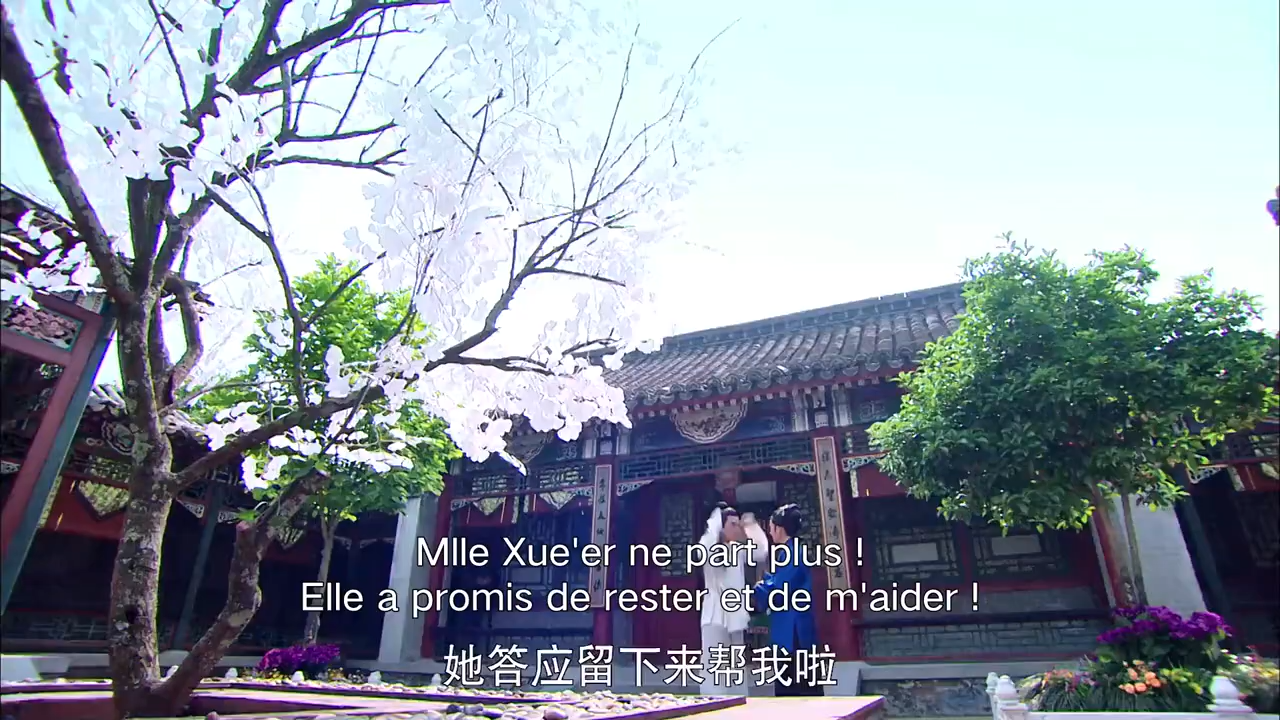 Mlle Xue'er ne part plus !
Elle a promis de rester et de m'aider !
她答应留下来帮我啦